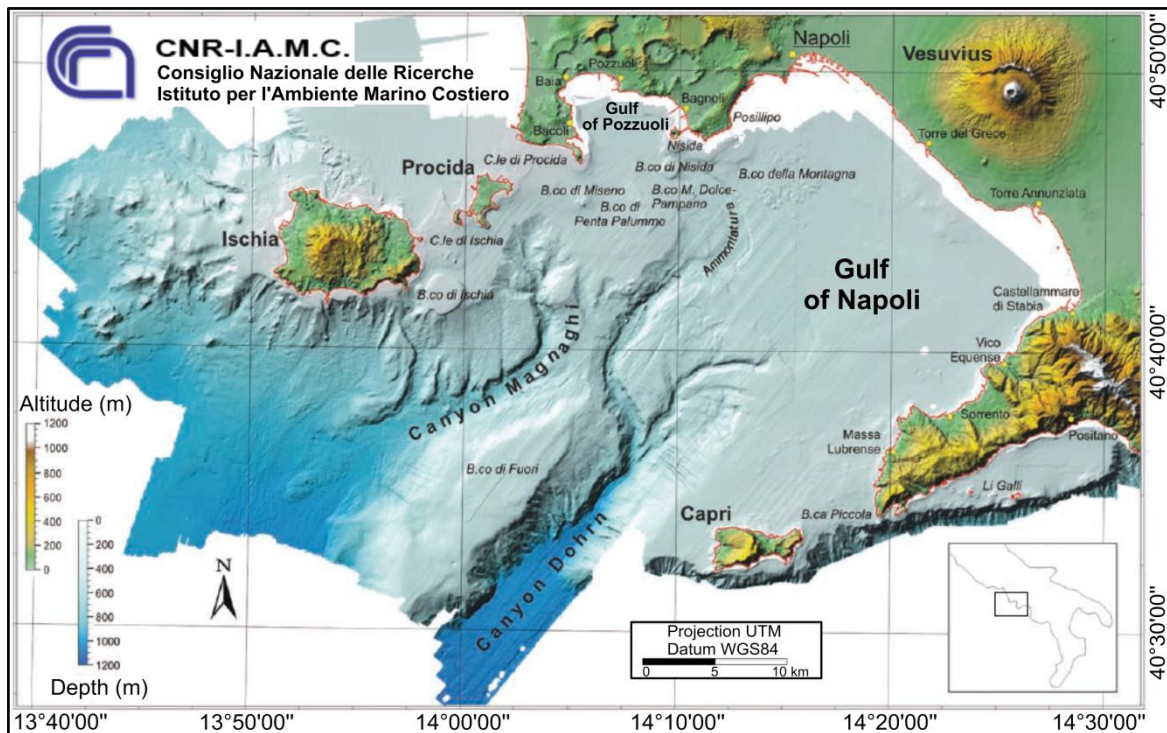 CNR-I.A.M.C.
Consiglio Nazionale delle Ricerche
Istituto per l'Ambiente Marino Costiero
Napoli
Vesuvius
Pozzuoli
Baia
Bagnoli
Gulf
of Pozzuoli
Posillipo
Bacoli
Nisida
Torre del Greco
C.le di Procida
Procida
B.co di Nisida
B.co della Montagna
B.co di Miseno
B.co M. Dolce-
Pampano
B.co di
Penta Palummo
Torre Annunziata
Ischia
C.le di Ischia
Ammontatura
B.co di Ischia
Gulf
of Napoli
Castellammare
di Stabia
Vico
Equense
Canyon Magnaghi
Sorrento
Massa
Lubrense
Positano
B.co di Fuori
Li Galli
B.ca Piccola
Capri
Canyon Dohrn
Altitude (m)
1200
1000
800
600
400
200
0
0
200
400
600
800
1000
1200
Depth (m)
N
Projection UTM
Datum WGS84
0 5 10 km
40°50'00"
40°40'00"
40°30'00"
13°40'00" 13°50'00" 14°00'00" 14°10'00" 14°20'00" 14°30'00"